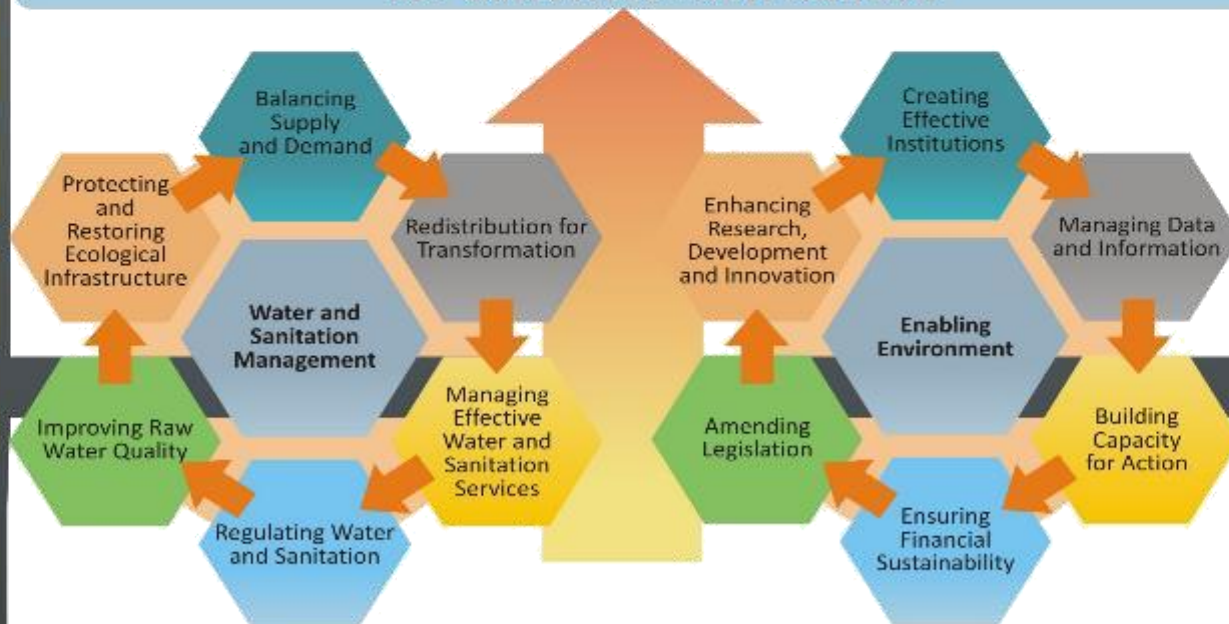 Balancing
Supply
and Demand
Protecting
and
Restoring
Ecological
Infrastructure
Redistribution for
Transformation
Water and
Sanitation
Management
Improving Raw
Water Quality
Managing
Effective
Water and
Sanitation
Services
Regulating Water
and Sanitation
Creating
Effective
Institutions
Enhancing
Research,
Development
and Innovation
Managing Data
and Information
Enabling
Environment
Amending
Legislation
Building
Capacity
for Action
Ensuring
Financial
Sustainability